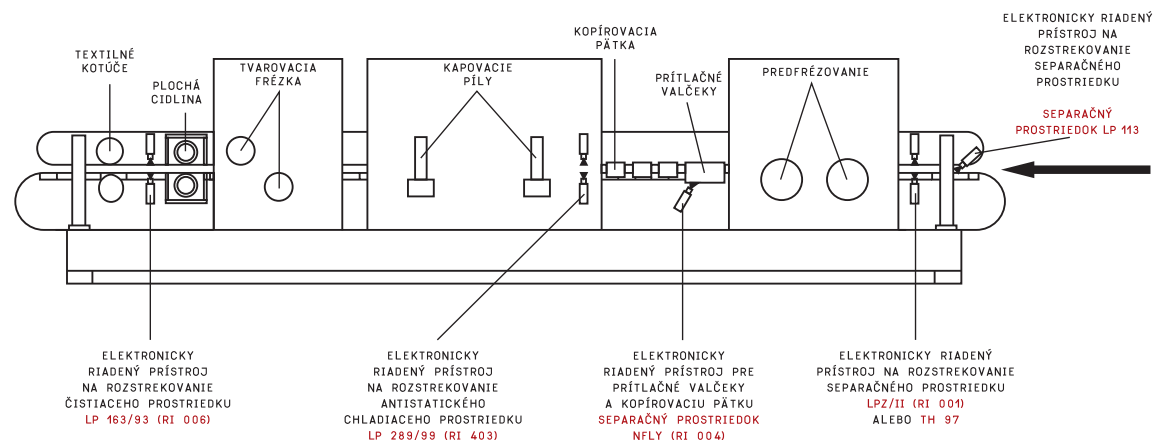 TEXTILNÉ
KOTÚČE
PLOCHÁ
CIDLINA
TVAROVACIA
FRÉZKA
KAPOVACIE
PÍLY
KOPÍROVACIA
PÄTKA
PRÍTLAČNÉ
VALČEKY
PREDFRÉZOVANIE
ELEKTRONICKY RIADENÝ
PRÍSTROJ NA
ROZSTREKOVANIE
SEPARAČNÉHO
PROSTRIEDKU
SEPARAČNÝ
PROSTRIEDOK LP 113
ELEKTRONICKY
RIADENÝ PRÍSTROJ
NA ROZSTREKOVANIE
ČISTIACEHO PROSTRIEDKU
LP 163/93 (RI 006)
ELEKTRONICKY
RIADENÝ PRÍSTROJ
NA ROZSTREKOVANIE
ANTISTATICKÉHO
CHLADIACEHO PROSTRIEDKU
LP 289/99 (RI 403)
ELEKTRONICKY
RIADENÝ PRÍSTROJ PRE
PRÍTLAČNÉ VALČEKY
A KOPÍROVACIU PÄTKU
SEPARAČNÝ PROSTRIEDOK
NFLY (RI 004)
ELEKTRONICKY RIADENÝ
PRÍSTROJ NA ROZSTREKOVANIE
SEPARAČNÉHO PROSTRIEDKU
LPZ/II (RI 001)
ALEBO TH 97